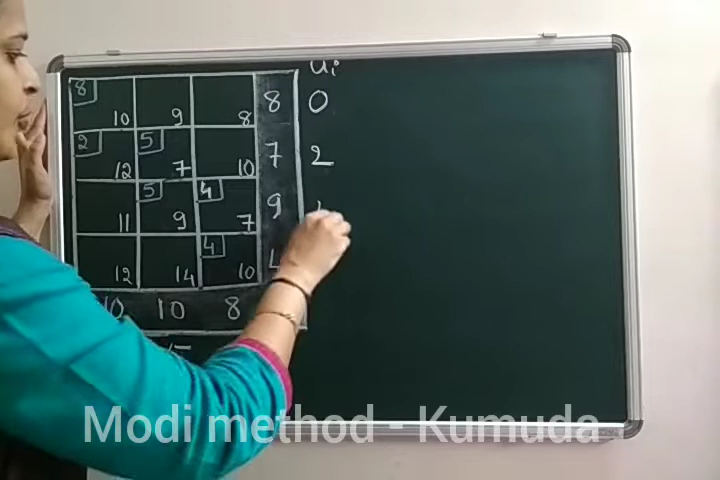 ui
8 10 9 8 8 0
2 12 5 7 10 7 2
11 5 9 4 7 9
12 14 4 10
10 10 8
Modi method - Kumuda